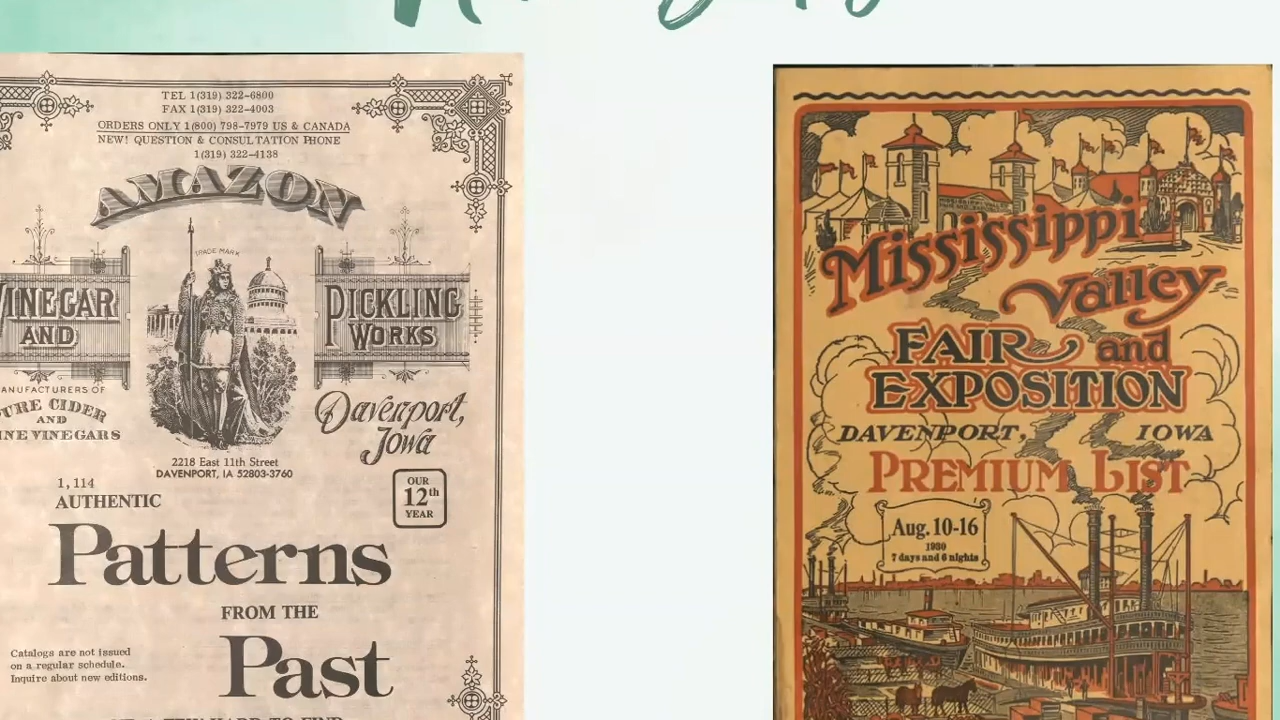 TEL 1(319) 322-6800
FAX 1(319) 322-4003
ORDERS ONLY 1(800) 798-7979 US & CANADA
NEW! QUESTION & CONSULTATION PHONE
1(319) 322-4138
AMAZON
TRADE MARK
VINEGAR
AND
PICKLING
WORKS
MANUFACTURERS OF
PURE CIDER
AND
VINEGARS
Davenport,
Iowa
2218 East 11th Street
DAVENPORT, IA 52803-3760
1,114
AUTHENTIC
OUR
12th
YEAR
Patterns
FROM THE
Past
Catalogs are not issued
on a regular schedule.
Inquire about new editions.
Mississippi
Valley
FAIR and
EXPOSITION
DAVENPORT, IOWA
PREMIUM LIST
Aug. 10-16
1930
7 days and 6 nights